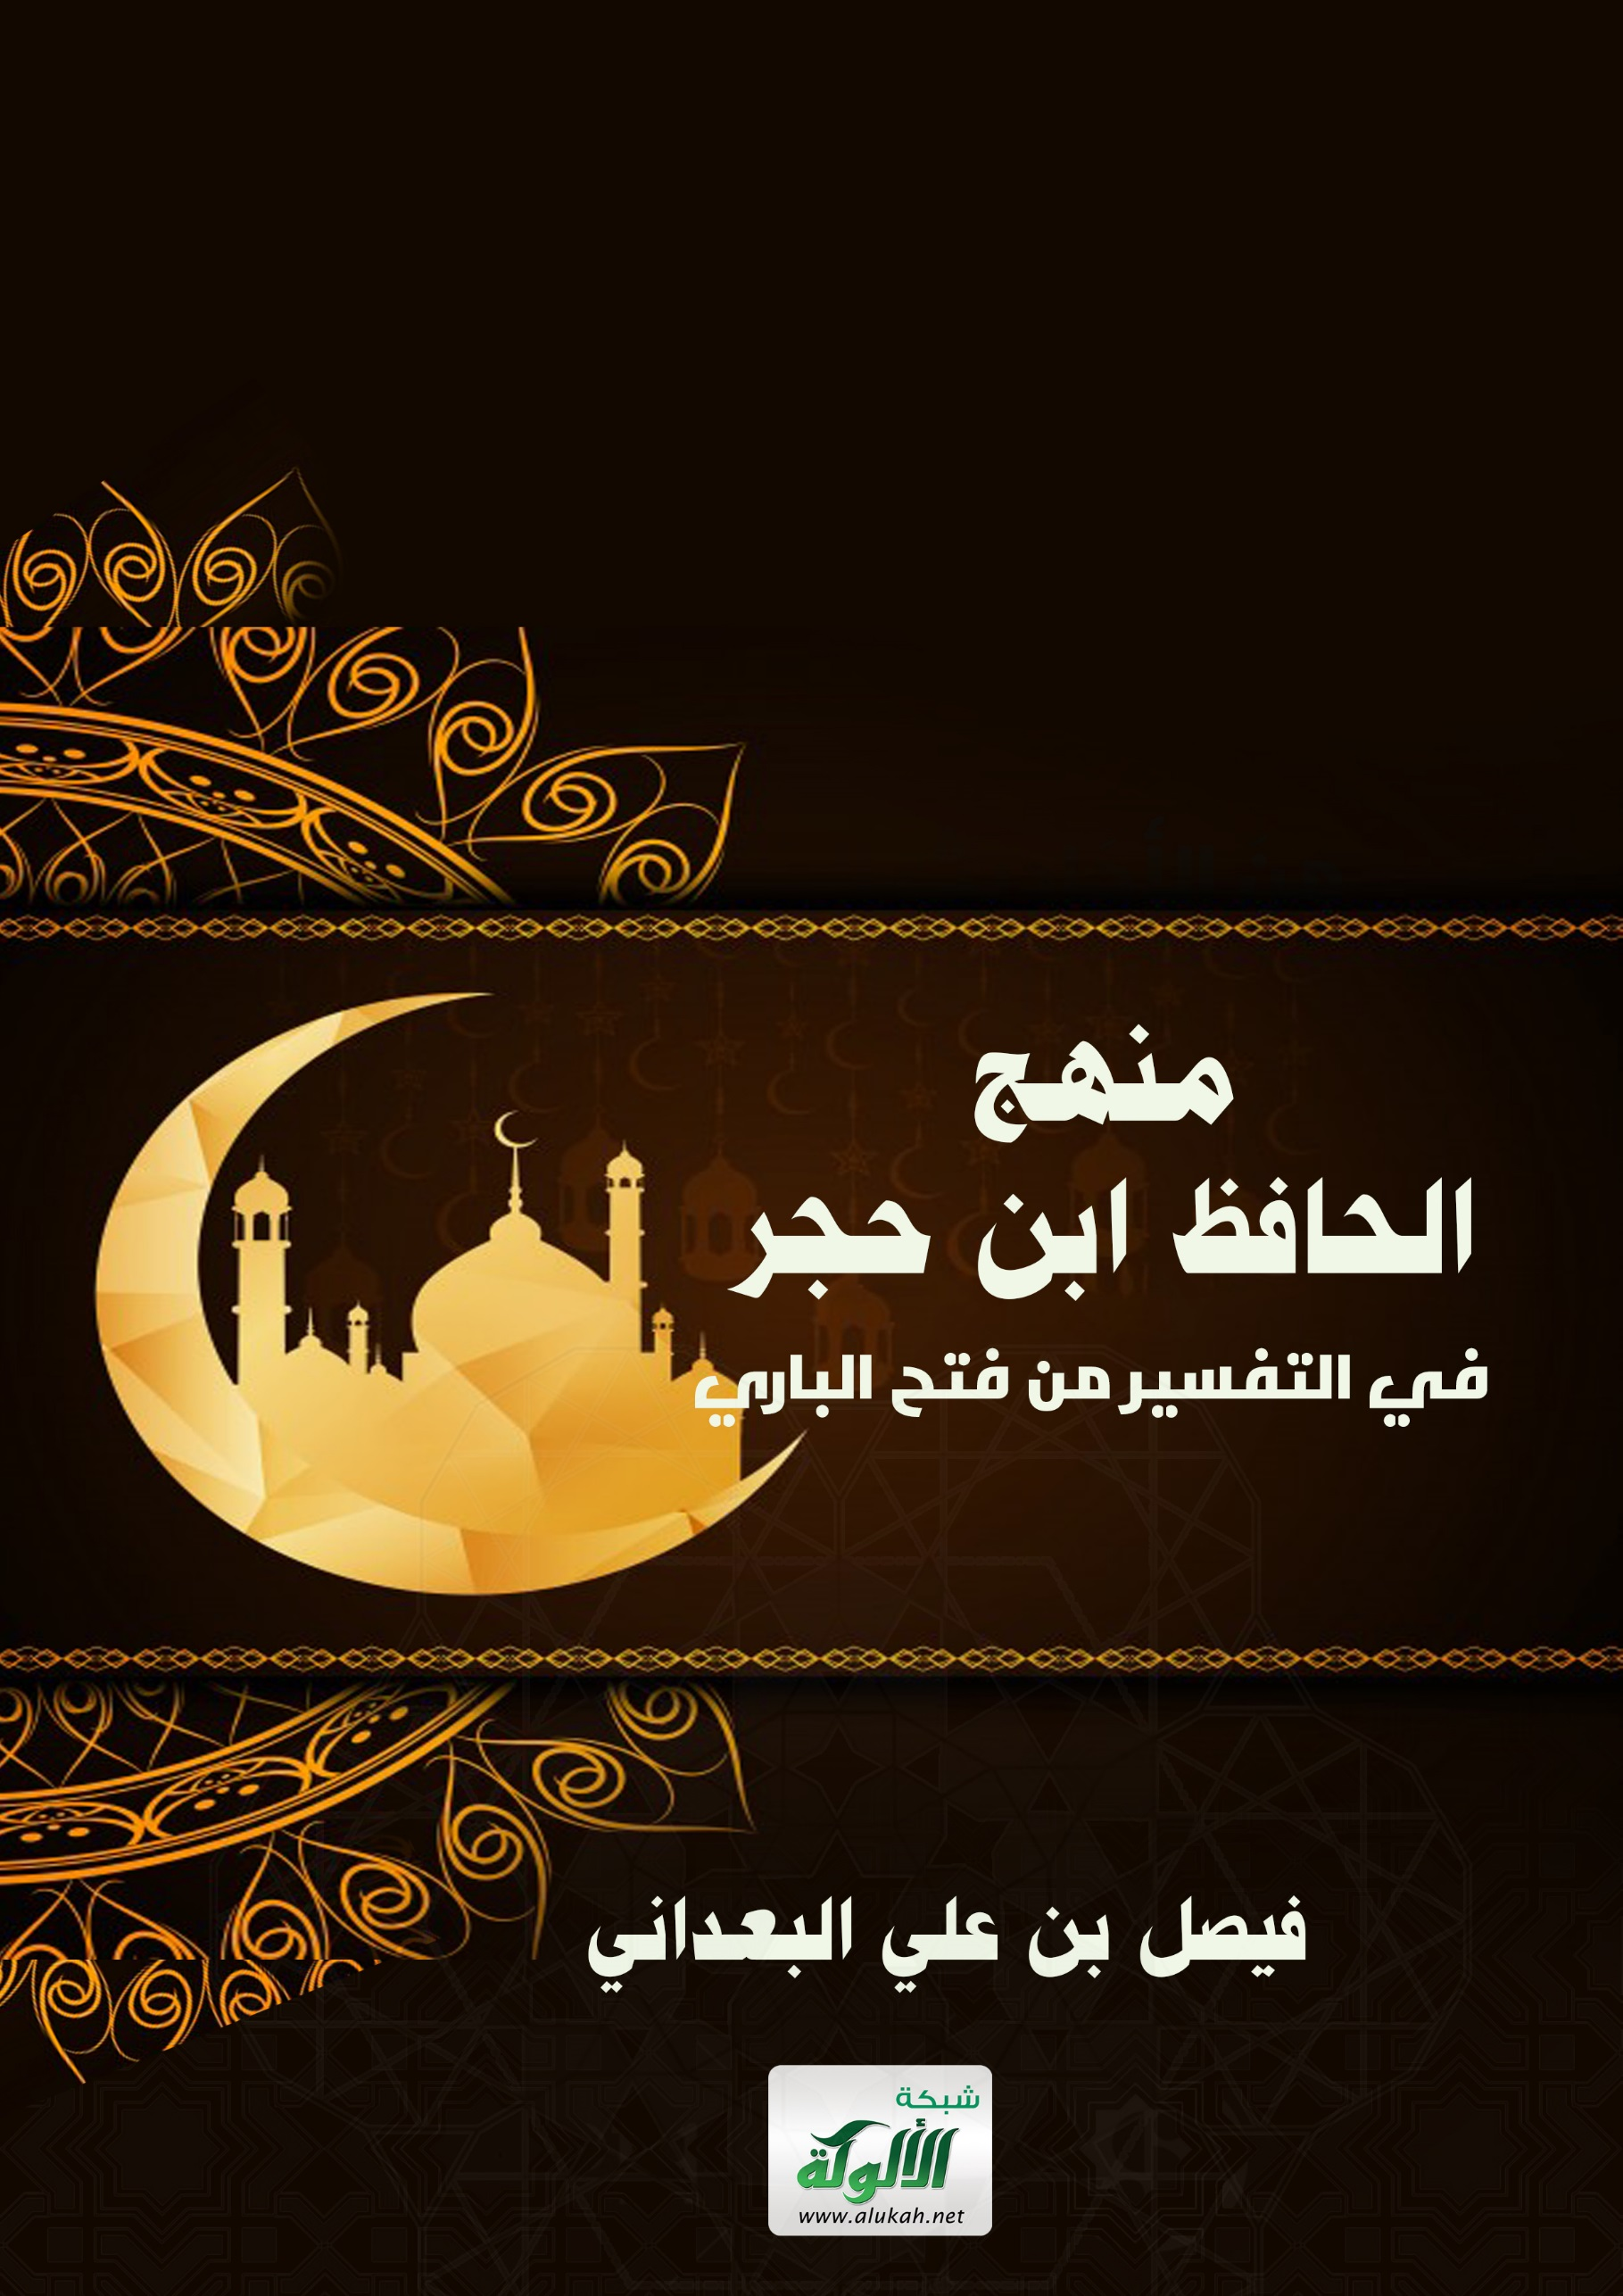 منهج
الحافظ ابن حجر
في التفسير من فتح الباري
فيصل بن علي البعداني
شبكة
الألوكة
www.alukah.net